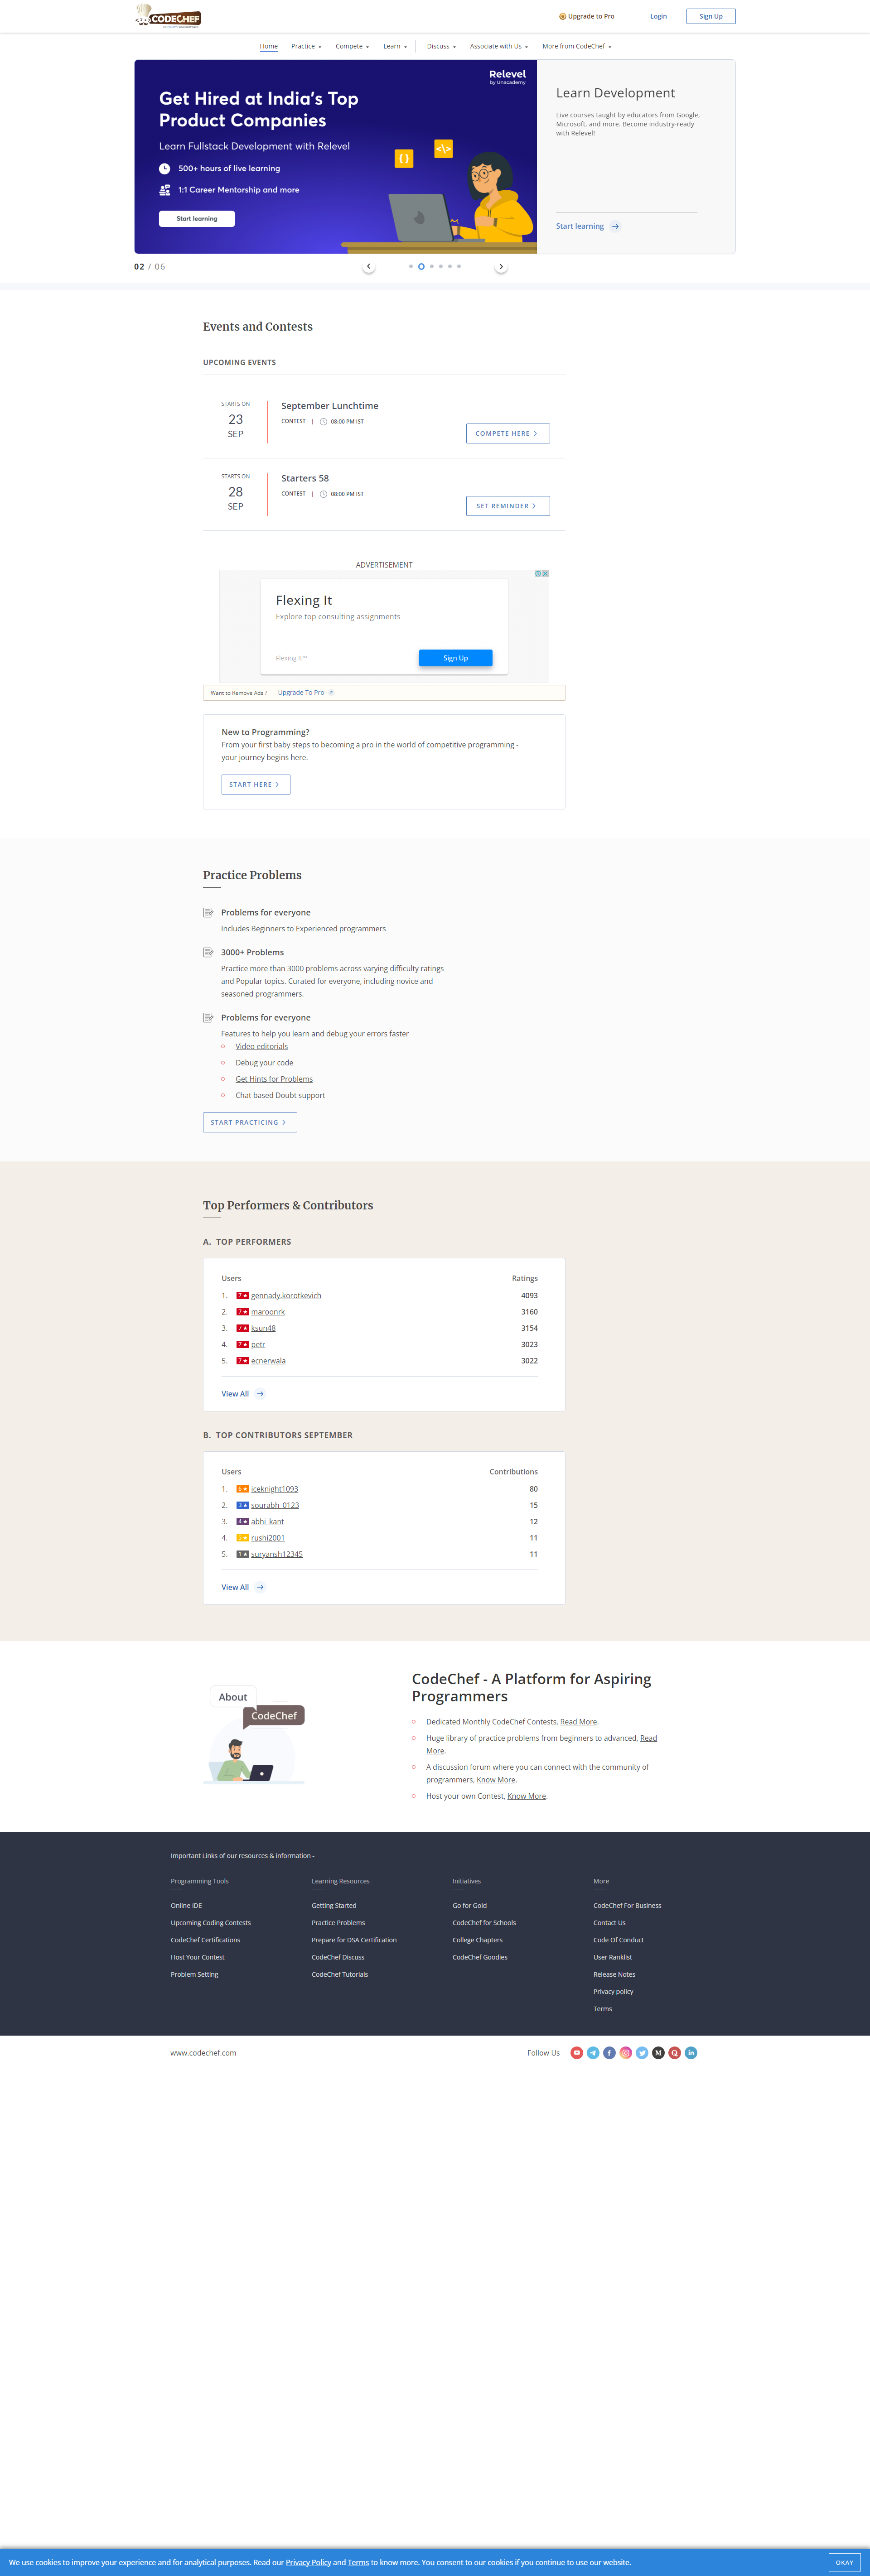 CODECHEF
Upgrade to Pro
Login
Sign Up
Home Practice Compete Learn Discuss Associate with Us More from CodeChef
Relevel
by Unacademy
Get Hired at India's Top
Product Companies
Learn Fullstack Development with Relevel
500+ hours of live learning
1:1 Career Mentorship and more
Start learning
{ }
</>
Learn Development
Live courses taught by educators from Google,
Microsoft, and more. Become industry-ready
with Relevel!
Start learning
02 / 06
Events and Contests
UPCOMING EVENTS
STARTS ON
23
SEP
September Lunchtime
CONTEST | 08:00 PM IST
COMPETE HERE
STARTS ON
28
SEP
Starters 58
CONTEST | 08:00 PM IST
SET REMINDER
ADVERTISEMENT
Flexing It
Explore top consulting assignments
Flexing It™
Sign Up
Want to Remove Ads ? Upgrade To Pro
New to Programming?
From your first baby steps to becoming a pro in the world of competitive programming -
your journey begins here.
START HERE
Practice Problems
Problems for everyone
Includes Beginners to Experienced programmers
3000+ Problems
Practice more than 3000 problems across varying difficulty ratings
and Popular topics. Curated for everyone, including novice and
seasoned programmers.
Problems for everyone
Features to help you learn and debug your errors faster
Video editorials
Debug your code
Get Hints for Problems
Chat based Doubt support
START PRACTICING
Top Performers & Contributors
A. TOP PERFORMERS
Users Ratings
1. 7★ gennady.korotkevich 4093
2. 7★ maroonrk 3160
3. 7★ ksun48 3154
4. 7★ petr 3023
5. 7★ ecnerwala 3022
View All
B. TOP CONTRIBUTORS SEPTEMBER
Users Contributions
1. 6★ iceknight1093 80
2. 3★ sourabh_0123 15
3. 4★ abhi_kant 12
4. 5★ rushi2001 11
5. 1★ suryansh12345 11
View All
About
CodeChef
CodeChef - A Platform for Aspiring
Programmers
Dedicated Monthly CodeChef Contests, Read More.
Huge library of practice problems from beginners to advanced, Read
More.
A discussion forum where you can connect with the community of
programmers, Know More.
Host your own Contest, Know More.
Important Links of our resources & information -
Programming Tools
Online IDE
Upcoming Coding Contests
CodeChef Certifications
Host Your Contest
Problem Setting
Learning Resources
Getting Started
Practice Problems
Prepare for DSA Certification
CodeChef Discuss
CodeChef Tutorials
Initiatives
Go for Gold
CodeChef for Schools
College Chapters
CodeChef Goodies
More
CodeChef For Business
Contact Us
Code Of Conduct
User Ranklist
Release Notes
Privacy policy
Terms
www.codechef.com
Follow Us
We use cookies to improve your experience and for analytical purposes. Read our Privacy Policy and Terms to know more. You consent to our cookies if you continue to use our website.
OKAY